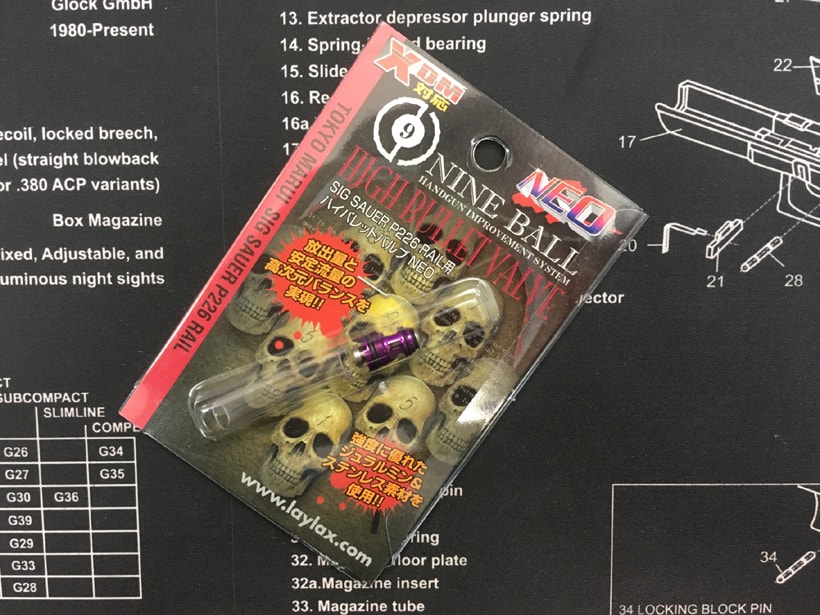 Glock GmbH
1980-Present
ecoil, locked breech,
el (straight blowback
or .380 ACP variants)
Box Magazine
ixed, Adjustable, and
uminous night sights
SUBCOMPACT
SLIMLINE
COMPE
G26
G34
G27
G35
G30
G36
G39
G29
G33
G28
13. Extractor depressor plunger spring
14. Spring
d bearing
15. Slide
16. Re
16a
17
XDM
対応
9
NINE BALL
HANDGUN IMPROVEMENT SYSTEM
NEO
HIGH BULLET VALVE
SIG SAUER P226 RAIL用
ハイバレットバルブ NEO
TOKYO MARUI SIG SAUER P226 RAIL
放出量と
安定流量の
高次元バランスを
実現!!
強度に優れた
ジュラルミン&
ステンレス素材を
使用!!
www.laylax.com
pin
ring
32. M
loor plate
32a.Magazine insert
33. Magazine tube
22
17
20
21
28
ector
34
34 LOCKING BLOCK PIN